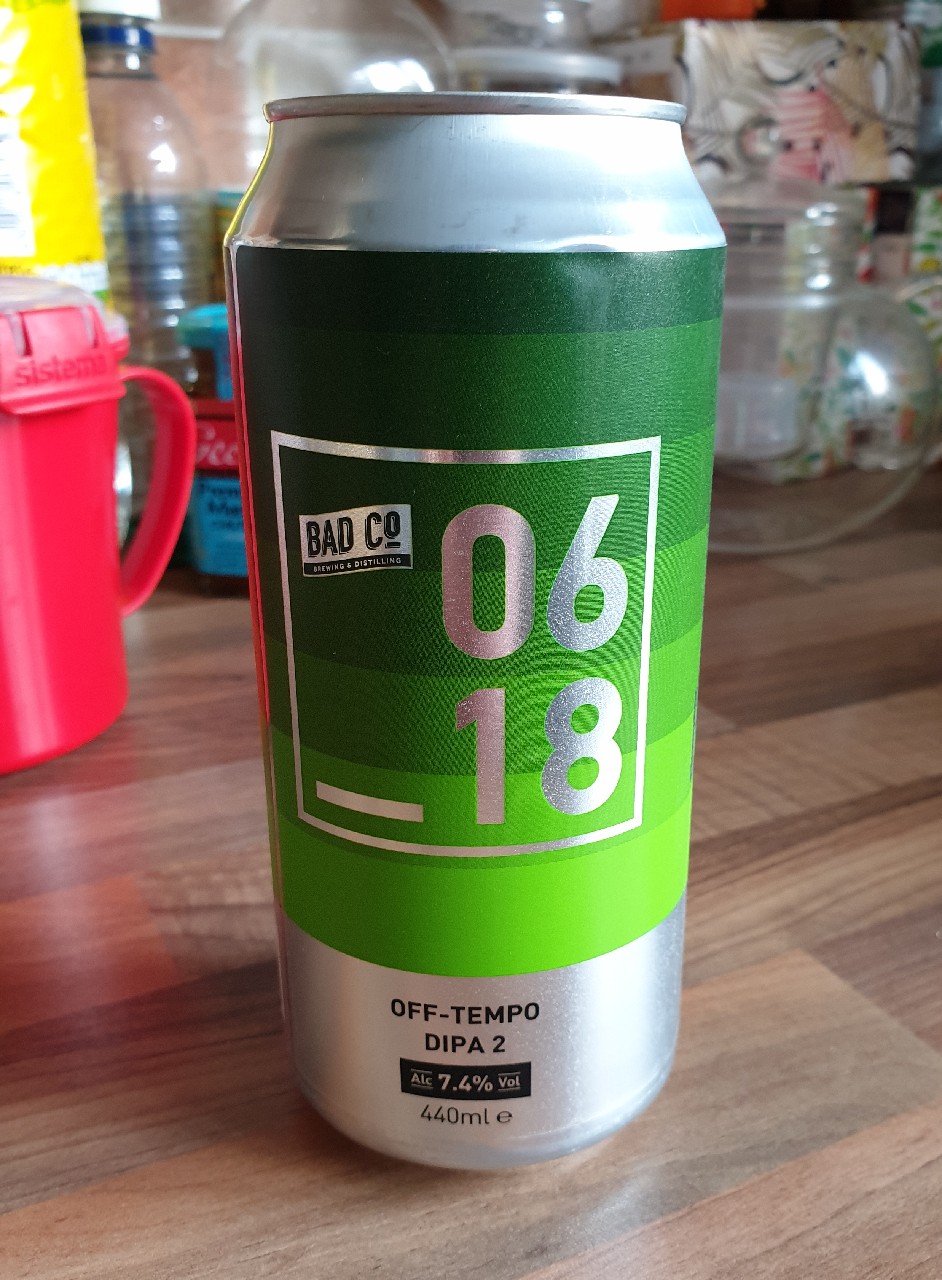 sistema
BAD Co
BREWING & DISTILLING
06
18
OFF-TEMPO
DIPA 2
Alc 7.4% Vol
440ml e